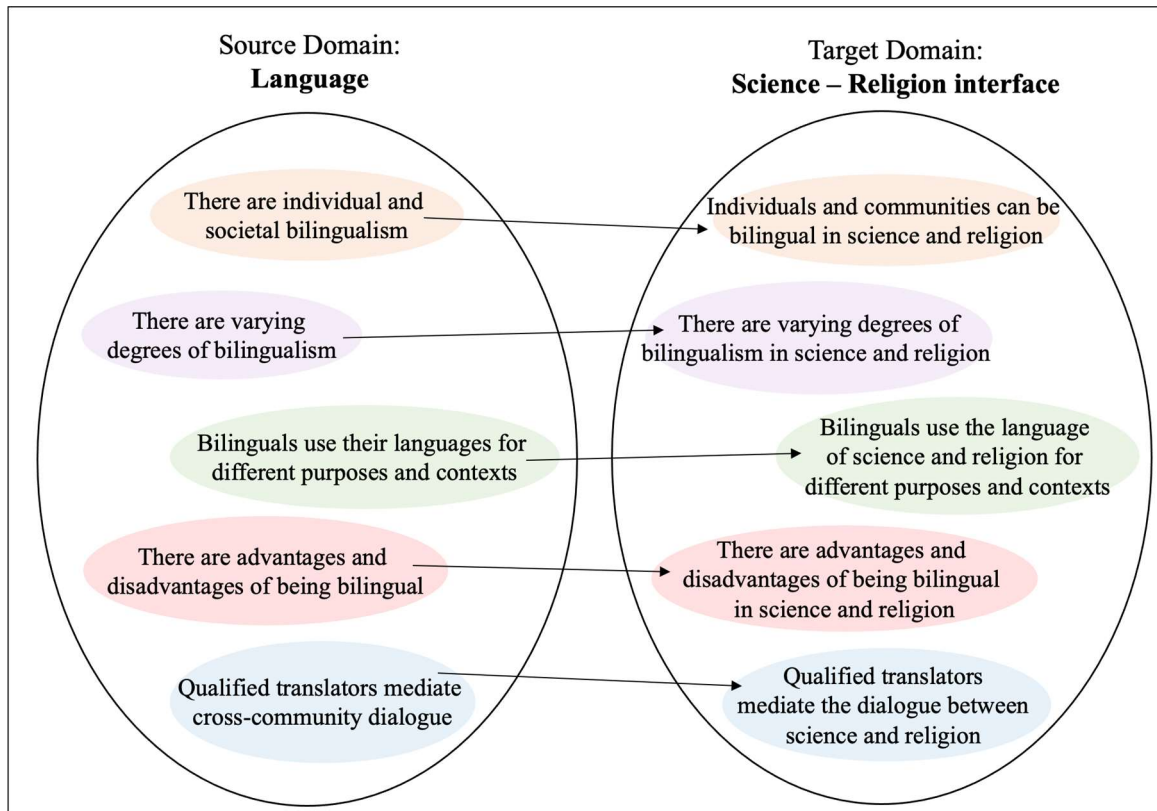 Source Domain:
Language
Target Domain:
Science – Religion interface
There are individual and
societal bilingualism
Individuals and communities can be
bilingual in science and religion
There are varying
degrees of bilingualism
There are varying degrees of
bilingualism in science and religion
Bilinguals use their languages for
different purposes and contexts
Bilinguals use the language
of science and religion for
different purposes and contexts
There are advantages and
disadvantages of being bilingual
There are advantages and
disadvantages of being bilingual
in science and religion
Qualified translators mediate
cross-community dialogue
Qualified translators
mediate the dialogue between
science and religion